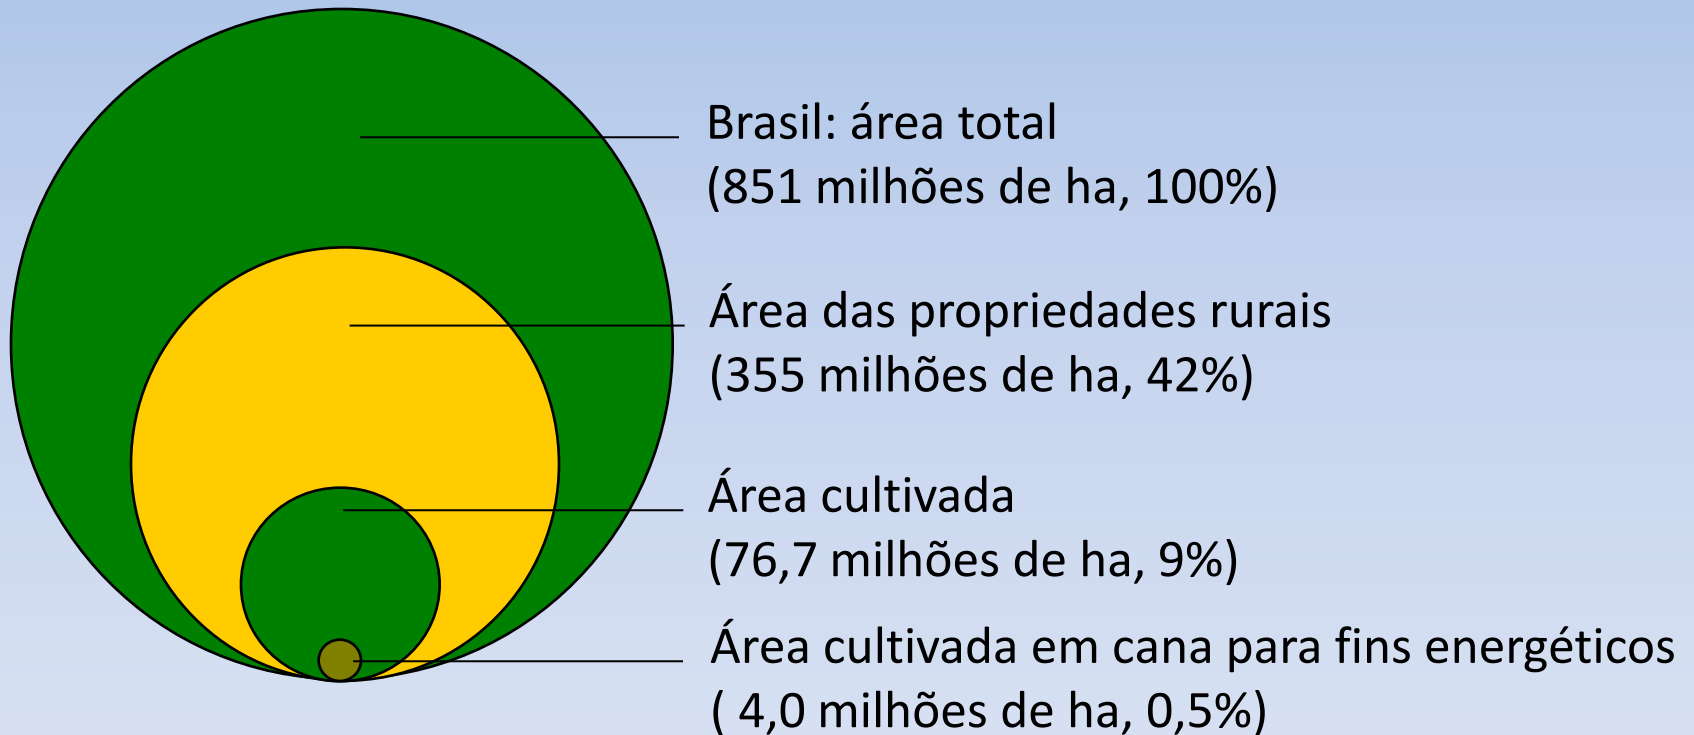 Brasil: área total
(851 milhões de ha, 100%)
Área das propriedades rurais
(355 milhões de ha, 42%)
Área cultivada
(76,7 milhões de ha, 9%)
Área cultivada em cana para fins energéticos
( 4,0 milhões de ha, 0,5%)